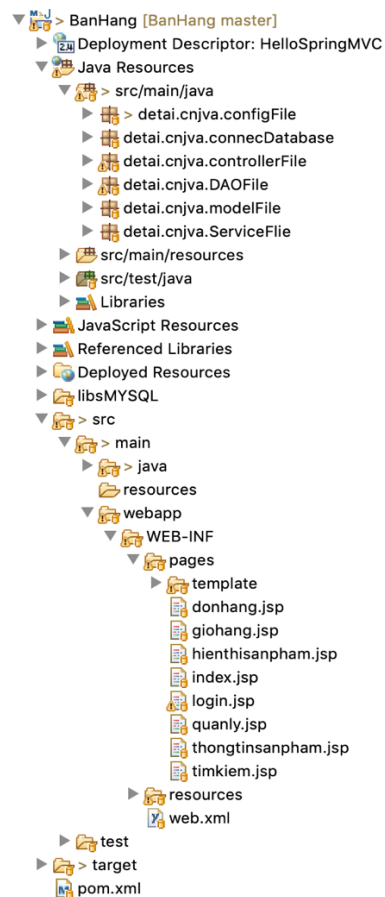 > BanHang [BanHang master]
Deployment Descriptor: HelloSpringMVC
Java Resources
> src/main/java
> detai.cnjva.configFile
detai.cnjva.connecDatabase
detai.cnjva.controllerFile
detai.cnjva.DAOFile
detai.cnjva.modelFile
detai.cnjva.ServiceFlie
src/main/resources
src/test/java
Libraries
JavaScript Resources
Referenced Libraries
Deployed Resources
libsMYSQL
> src
> main
> java
resources
webapp
WEB-INF
pages
template
donhang.jsp
giohang.jsp
hienthisanpham.jsp
index.jsp
login.jsp
quanly.jsp
thongtinsanpham.jsp
timkiem.jsp
resources
web.xml
test
> target
pom.xml